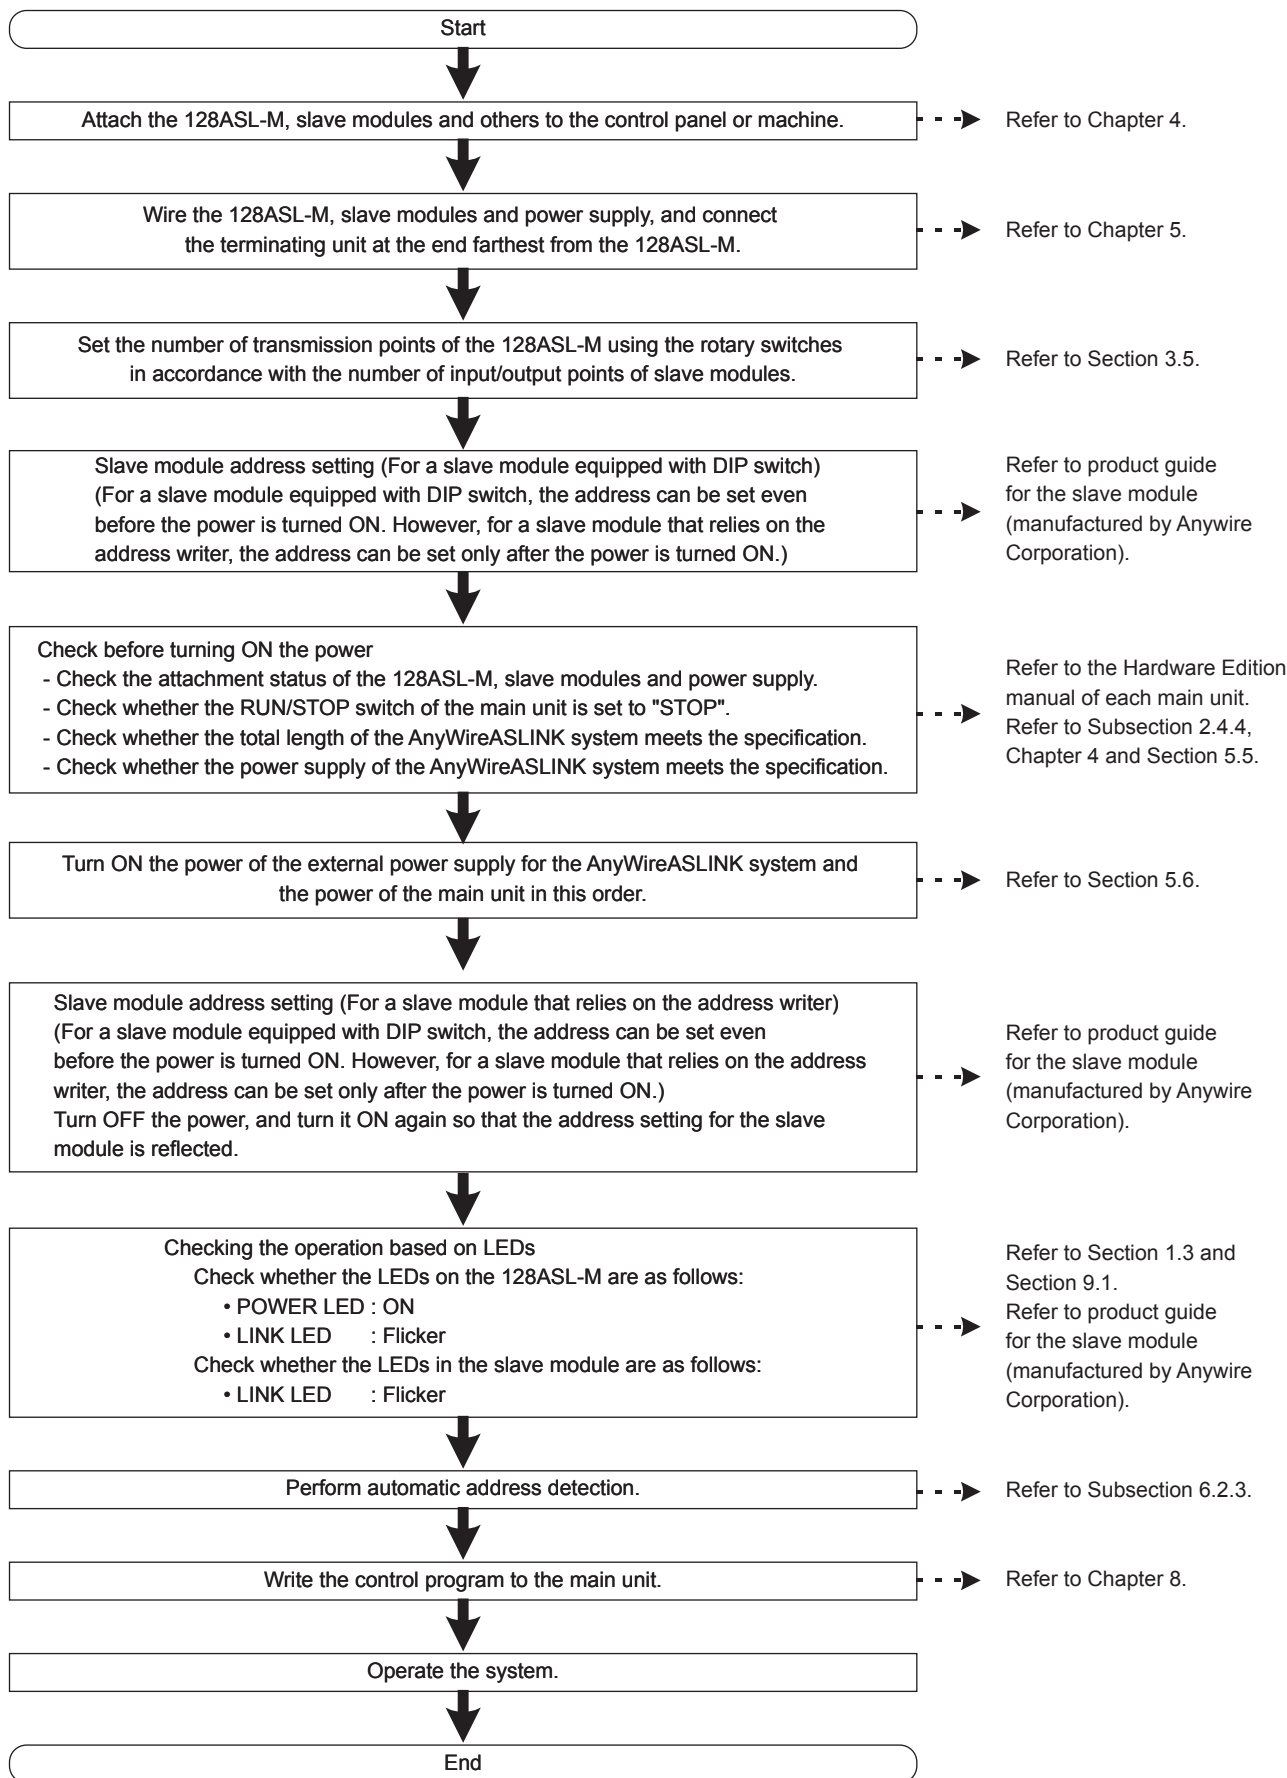 Start
Attach the 128ASL-M, slave modules and others to the control panel or machine.
Refer to Chapter 4.
Wire the 128ASL-M, slave modules and power supply, and connect
the terminating unit at the end farthest from the 128ASL-M.
Refer to Chapter 5.
Set the number of transmission points of the 128ASL-M using the rotary switches
in accordance with the number of input/output points of slave modules.
Refer to Section 3.5.
Slave module address setting (For a slave module equipped with DIP switch)
(For a slave module equipped with DIP switch, the address can be set even
before the power is turned ON. However, for a slave module that relies on the
address writer, the address can be set only after the power is turned ON.)
Refer to product guide
for the slave module
(manufactured by Anywire
Corporation).
Check before turning ON the power
- Check the attachment status of the 128ASL-M, slave modules and power supply.
- Check whether the RUN/STOP switch of the main unit is set to "STOP".
- Check whether the total length of the AnyWireASLINK system meets the specification.
- Check whether the power supply of the AnyWireASLINK system meets the specification.
Refer to the Hardware Edition
manual of each main unit.
Refer to Subsection 2.4.4,
Chapter 4 and Section 5.5.
Turn ON the power of the external power supply for the AnyWireASLINK system and
the power of the main unit in this order.
Refer to Section 5.6.
Slave module address setting (For a slave module that relies on the address writer)
(For a slave module equipped with DIP switch, the address can be set even
before the power is turned ON. However, for a slave module that relies on the address
writer, the address can be set only after the power is turned ON.)
Turn OFF the power, and turn it ON again so that the address setting for the slave
module is reflected.
Refer to product guide
for the slave module
(manufactured by Anywire
Corporation).
Checking the operation based on LEDs
Check whether the LEDs on the 128ASL-M are as follows:
• POWER LED : ON
• LINK LED : Flicker
Check whether the LEDs in the slave module are as follows:
• LINK LED : Flicker
Refer to Section 1.3 and
Section 9.1.
Refer to product guide
for the slave module
(manufactured by Anywire
Corporation).
Perform automatic address detection.
Refer to Subsection 6.2.3.
Write the control program to the main unit.
Refer to Chapter 8.
Operate the system.
End